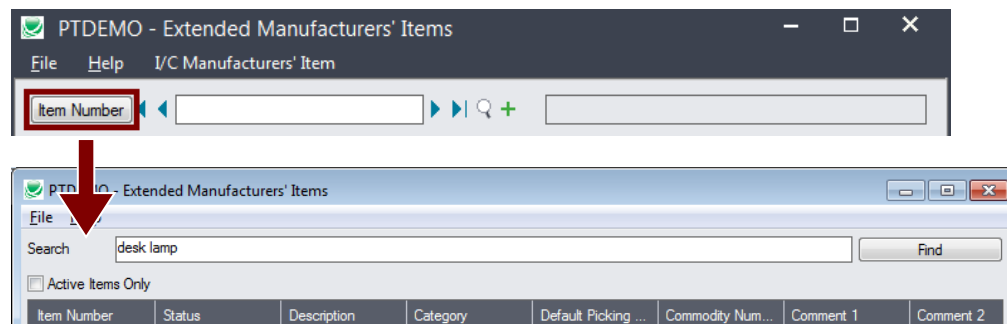 PTDEMO - Extended Manufacturers' Items
File Help I/C Manufacturers' Item
Item Number
- Extended Manufacturers' Items
File
Search desk lamp Find
Active Items Only
Item Number Status Description Category Default Picking ... Commodity Num... Comment 1 Comment 2